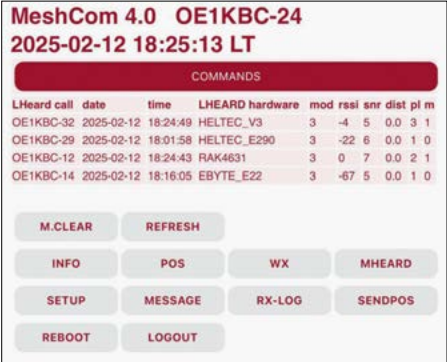 MeshCom 4.0 OE1KBC-24
2025-02-12 18:25:13 LT
COMMANDS
LHeard call date time LHEARD hardware mod rssi snr dist pl m
OE1KBC-32 2025-02-12 18:24:49 HELTEC_V3 3 -4 5 0.0 3 1
OE1KBC-29 2025-02-12 18:01:58 HELTEC_E290 3 -22 6 0.0 1 0
OE1KBC-12 2025-02-12 18:24:43 RAK4631 3 0 7 0.0 2 1
OE1KBC-14 2025-02-12 18:16:05 EBYTE_E22 3 -67 5 0.0 1 0
M.CLEAR REFRESH
INFO POS WX MHEARD
SETUP MESSAGE RX-LOG SENDPOS
REBOOT LOGOUT